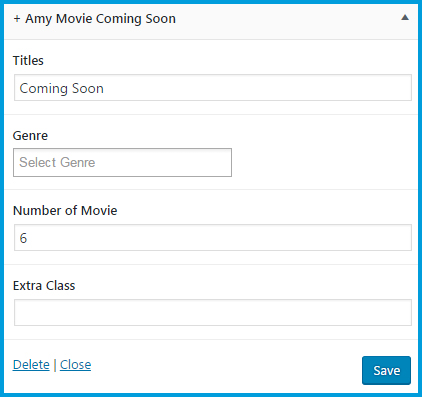 + Amy Movie Coming Soon
Titles
Coming Soon
Genre
Select Genre
Number of Movie
6
Extra Class
Delete | Close
Save